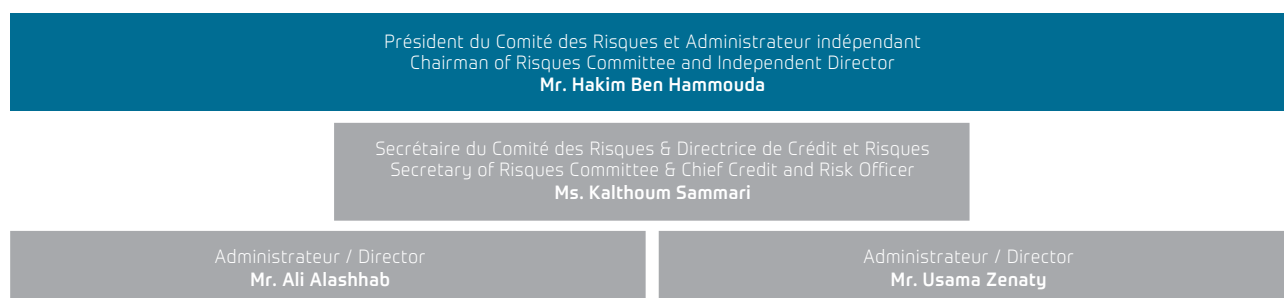 Président du Comité des Risques et Administrateur indépendant
Chairman of Risques Committee and Independent Director
Mr. Hakim Ben Hammouda
Secrétaire du Comité des Risques & Directrice de Crédit et Risques
Secretary of Risques Committee & Chief Credit and Risk Officer
Ms. Kalthoum Sammari
Administrateur / Director
Mr. Ali Alashhab
Administrateur / Director
Mr. Usama Zenaty